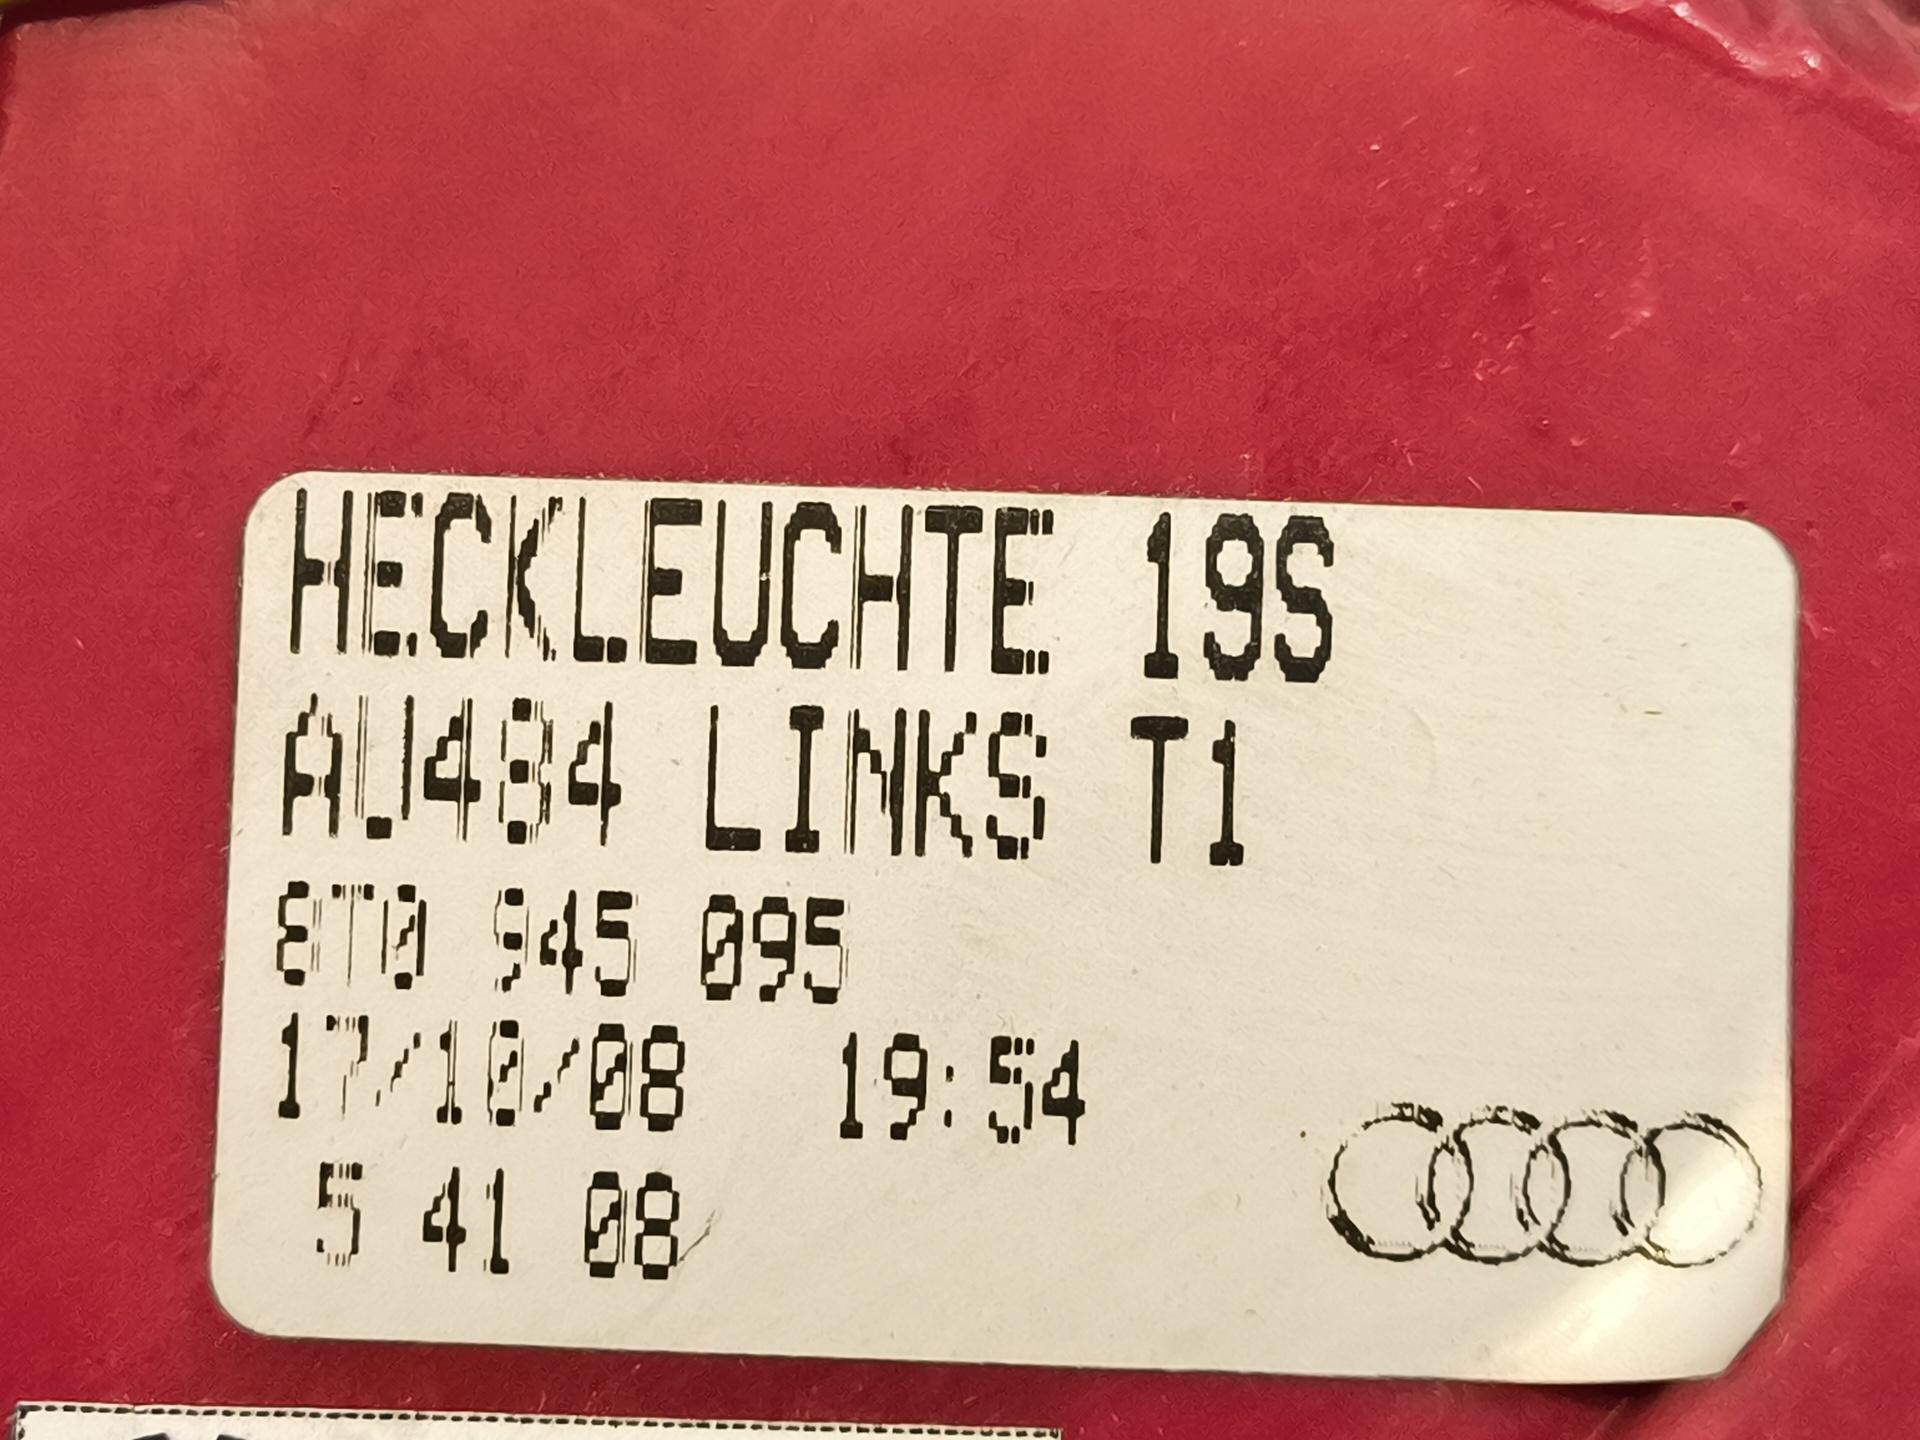 HECKLEUCHTE 19S
AU484 LINKS T1
8T0 945 095
17/10/08 19:54
5 41 08